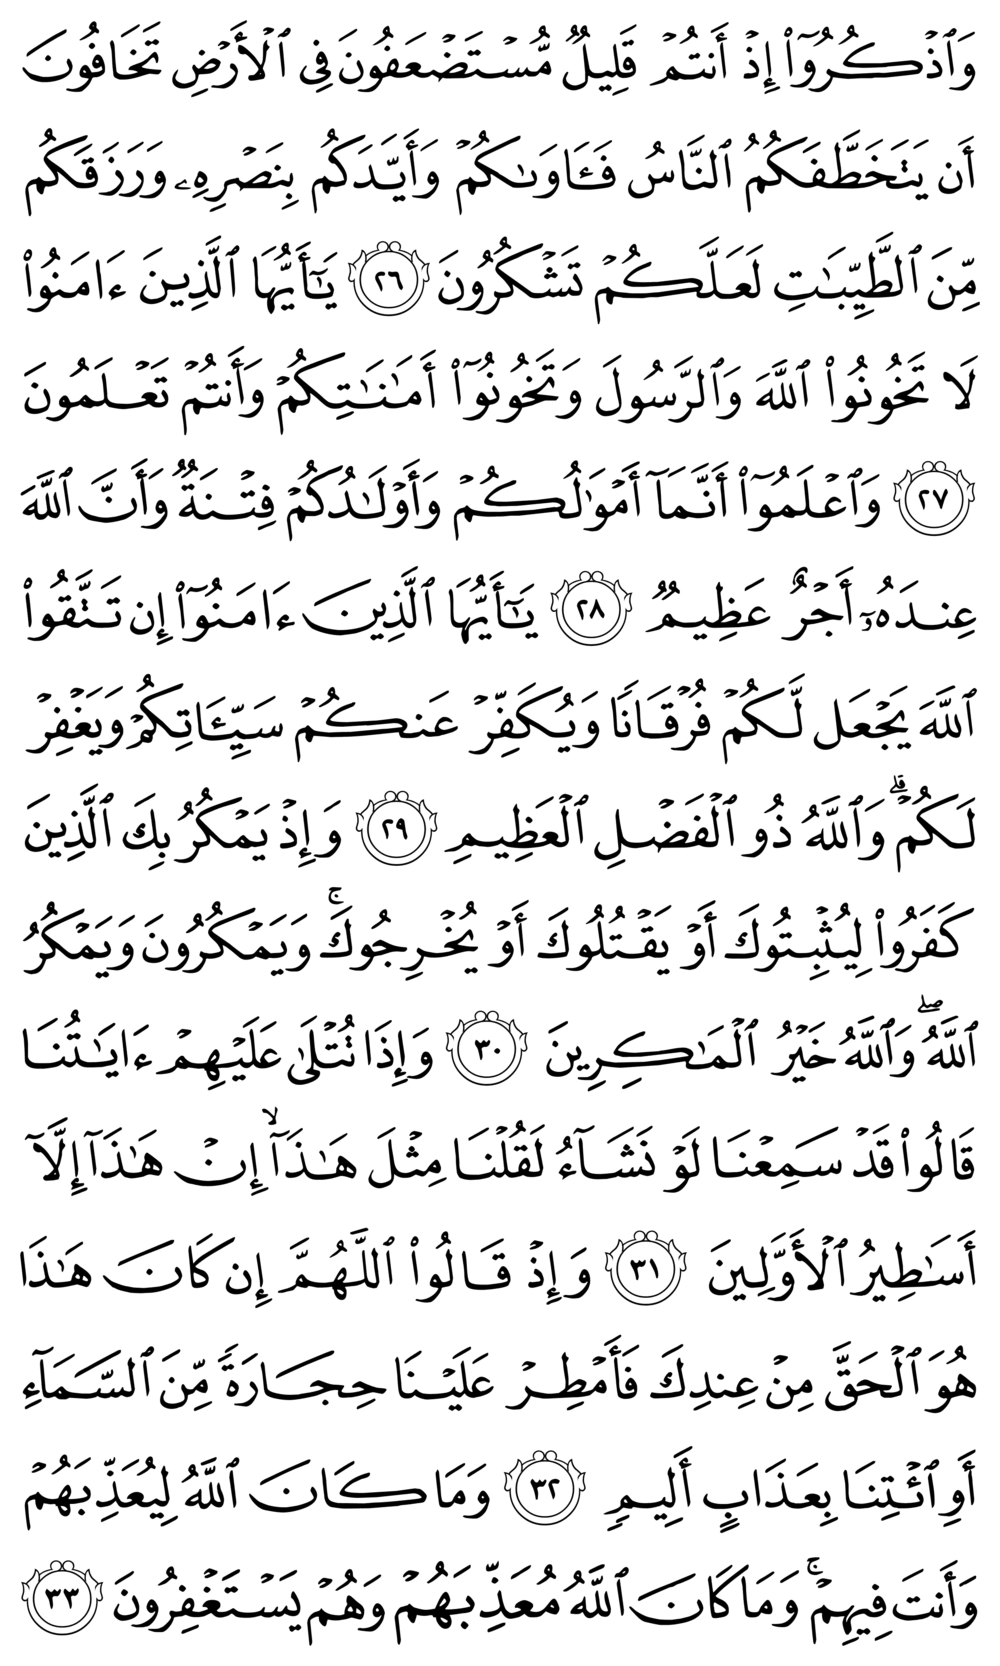 وَٱذۡكُرُوٓاْ إِذۡ أَنتُمۡ قَلِيلٞ مُّسۡتَضۡعَفُونَ فِي ٱلۡأَرۡضِ تَخَافُونَ
أَن يَتَخَطَّفَكُمُ ٱلنَّاسُ فَـَٔاوَىٰكُمۡ وَأَيَّدَكُم بِنَصۡرِهِۦ وَرَزَقَكُم
مِّنَ ٱلطَّيِّبَٰتِ لَعَلَّكُمۡ تَشۡكُرُونَ ٢٦ يَٰٓأَيُّهَا ٱلَّذِينَ ءَامَنُواْ
لَا تَخُونُواْ ٱللَّهَ وَٱلرَّسُولَ وَتَخُونُوٓاْ أَمَٰنَٰتِكُمۡ وَأَنتُمۡ تَعۡلَمُونَ
٢٧ وَٱعۡلَمُوٓاْ أَنَّمَآ أَمۡوَٰلُكُمۡ وَأَوۡلَٰدُكُمۡ فِتۡنَةٞ وَأَنَّ ٱللَّهَ
عِندَهُۥٓ أَجۡرٌ عَظِيمٞ ٢٨ يَٰٓأَيُّهَا ٱلَّذِينَ ءَامَنُوٓاْ إِن تَتَّقُواْ
ٱللَّهَ يَجۡعَل لَّكُمۡ فُرۡقَانٗا وَيُكَفِّرۡ عَنكُمۡ سَيِّـَٔاتِكُمۡ وَيَغۡفِرۡ
لَكُمۡۗ وَٱللَّهُ ذُو ٱلۡفَضۡلِ ٱلۡعَظِيمِ ٢٩ وَإِذۡ يَمۡكُرُ بِكَ ٱلَّذِينَ
كَفَرُواْ لِيُثۡبِتُوكَ أَوۡ يَقۡتُلُوكَ أَوۡ يُخۡرِجُوكَۚ وَيَمۡكُرُونَ وَيَمۡكُرُ
ٱللَّهُۖ وَٱللَّهُ خَيۡرُ ٱلۡمَٰكِرِينَ ٣٠ وَإِذَا تُتۡلَىٰ عَلَيۡهِمۡ ءَايَٰتُنَا
قَالُواْ قَدۡ سَمِعۡنَا لَوۡ نَشَآءُ لَقُلۡنَا مِثۡلَ هَٰذَآ إِنۡ هَٰذَآ إِلَّآ
أَسَٰطِيرُ ٱلۡأَوَّلِينَ ٣١ وَإِذۡ قَالُواْ ٱللَّهُمَّ إِن كَانَ هَٰذَا
هُوَ ٱلۡحَقَّ مِنۡ عِندِكَ فَأَمۡطِرۡ عَلَيۡنَا حِجَارَةٗ مِّنَ ٱلسَّمَآءِ
أَوِ ٱئۡتِنَا بِعَذَابٍ أَلِيمٖ ٣٢ وَمَا كَانَ ٱللَّهُ لِيُعَذِّبَهُمۡ
وَأَنتَ فِيهِمۡۚ وَمَا كَانَ ٱللَّهُ مُعَذِّبَهُمۡ وَهُمۡ يَسۡتَغۡفِرُونَ ٣٣